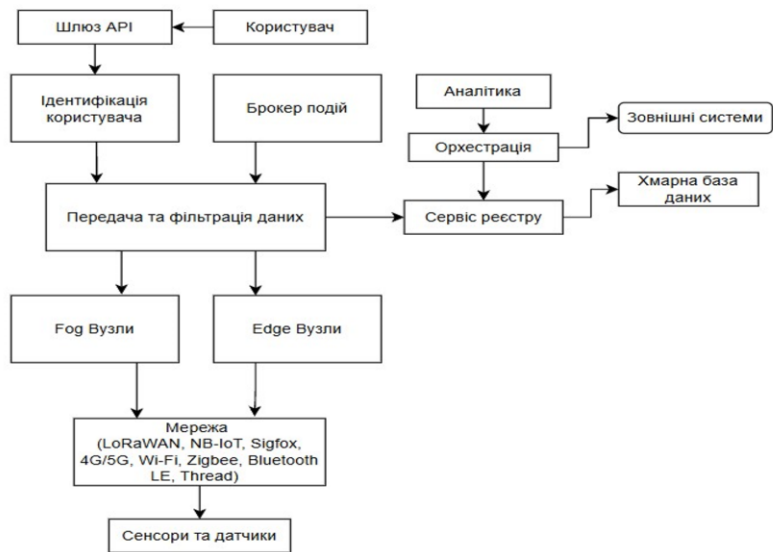 Шлюз API
Користувач
Ідентифікація
користувача
Брокер подій
Аналітика
Орхестрація
Зовнішні системи
Передача та фільтрація даних
Сервіс реєстру
Хмарна база
даних
Fog Вузли
Edge Вузли
Мережа
(LoRaWAN, NB-IoT, Sigfox,
4G/5G, Wi-Fi, Zigbee, Bluetooth
LE, Thread)
Сенсори та датчики